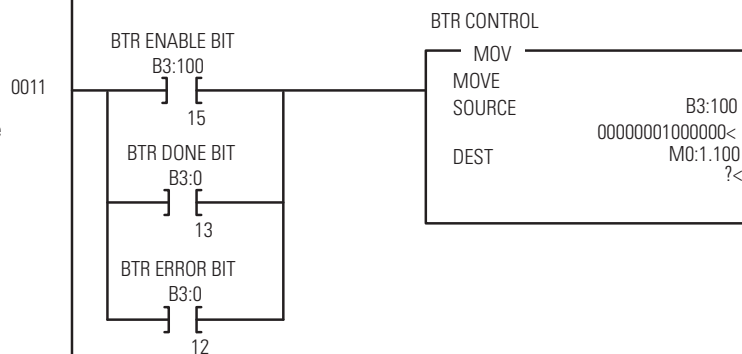 BTR CONTROL
BTR ENABLE BIT
MOV
B3:100
0011
MOVE
SOURCE
B3:100
15
00000001000000<
BTR DONE BIT
DEST
M0:1.100
B3:0
?<
13
BTR ERROR BIT
B3:0
12